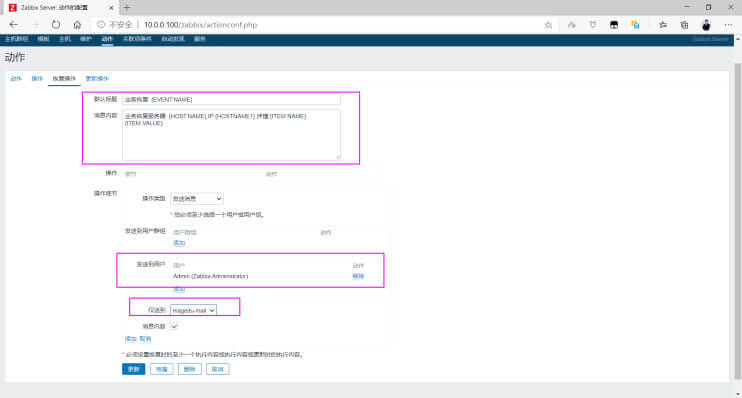 Zabbix Server: 动作的配置
不安全 | 10.0.0.100/zabbix/actionconf.php
主机群组 模板 主机 维护 动作 关联项事件 自动发现 服务
Zabbix Server
动作
动作 操作 恢复操作 更新操作
默认标题 业务恢复 {EVENT.NAME}
消息内容 业务恢复服务器: {HOST.NAME},IP:{HOSTNAME1},详情:{ITEM.NAME}:
{ITEM.VALUE}
操作 细节 动作
操作细节 操作类型 发送消息
* 您必须至少选择一个用户或用户组。
发送到用户群组 用户群组 动作
添加
发送到用户 用户 动作
Admin (Zabbix Administrator) 移除
添加
仅送到 magedu-mail
消息内容
添加 取消
* 必须设置恢复时的至少一个执行内容或执行内容或更新时的执行内容。
更新 克隆 删除 取消